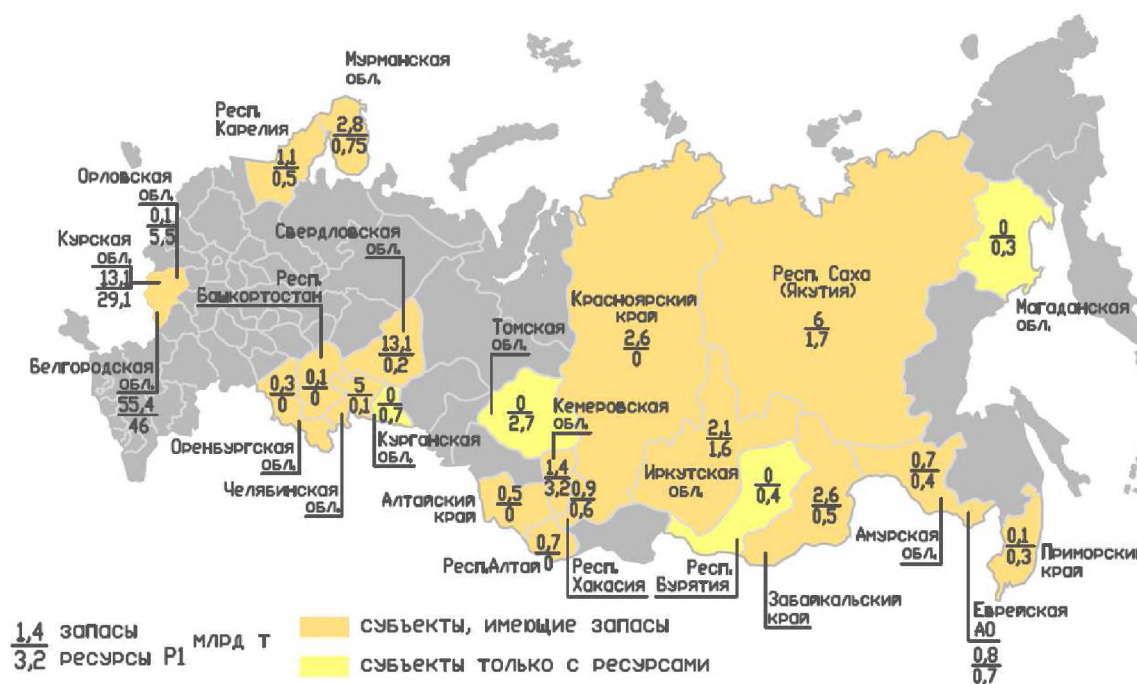 Мурманская
обл.
2,8
0,75
Респ.
Карелия
1,1
0,5
Орловская
обл.
0,1
5,5
Курская
обл.
13,1
29,1
Свердловская
обл.
13,1
0,2
Респ.
Башкортостан
0,1
0
Белгородская
обл.
55,4
46
0,3
0
Оренбургская
обл.
5
0,1
Челябинская
обл.
0
0,7
Курганская
обл.
Томская
обл.
0
2,7
Красноярский
край
2,6
0
Респ. Саха
(Якутия)
6
1,7
0
0,3
Магаданская
обл.
Кемеровская
обл.
1,4
3,2
Алтайский
край
0,5
0
0,7
0
Респ.Алтай
0,9
0,6
Респ.
Хакасия
2,1
1,6
Иркутская
обл.
0
0,4
Респ.
Бурятия
2,6
0,5
Забайкальский
край
0,7
0,4
Амурская
обл.
0,1
0,3
Приморский
край
Еврейская
АО
0,8
0,7
1,4 запасы
3,2 ресурсы Р1
млрд т
субъекты, имеющие запасы
субъекты только с ресурсами